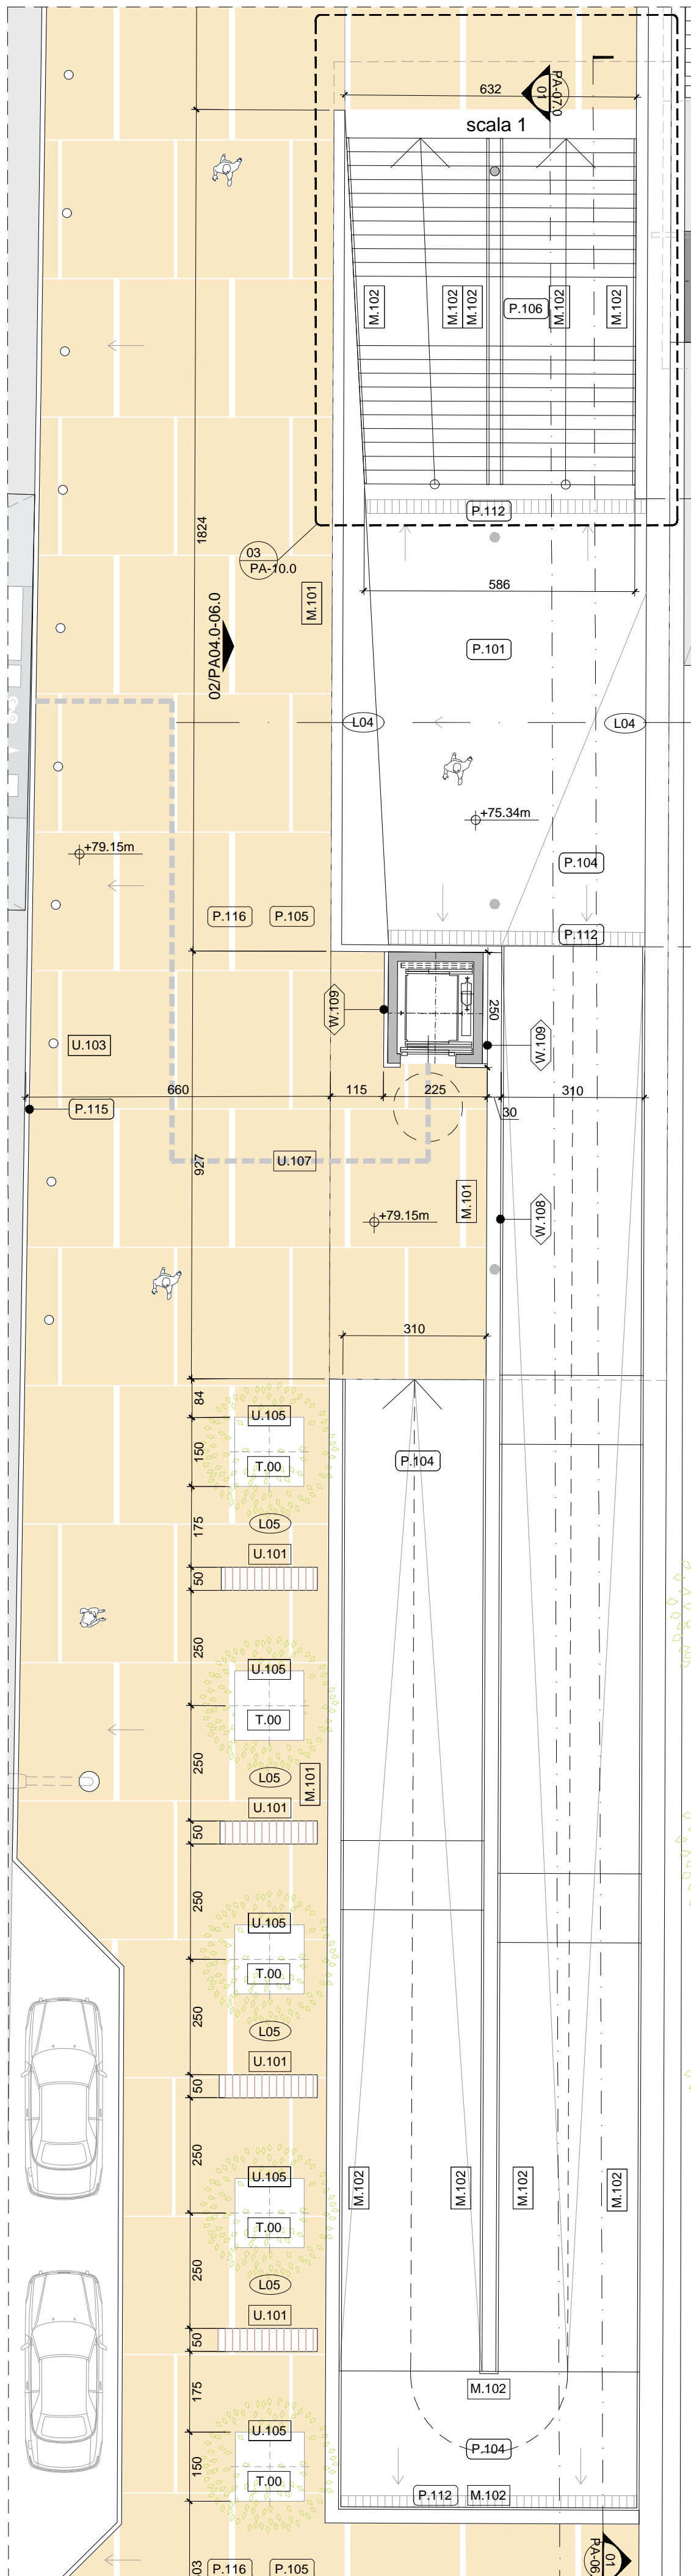 632
PA-07.0
01
scala 1
M.102
M.102
M.102
P.106
M.102
M.102
P.112
1824
03
PA-10.0
586
M.101
02/PA04.0-06.0
P.101
L04
L04
+75.34m
+79.15m
P.104
P.116
P.105
P.112
W.109
250
W.109
U.103
660
115
225
310
30
P.115
927
U.107
M.101
+79.15m
W.108
310
84
U.105
150
T.00
P.104
175
L05
U.101
50
250
U.105
T.00
250
L05
M.101
U.101
50
250
U.105
T.00
250
L05
U.101
50
250
U.105
M.102
M.102
M.102
M.102
T.00
250
L05
U.101
50
175
M.102
U.105
P.104
150
T.00
P.112
M.102
03
P.116
P.105
01
PA-06